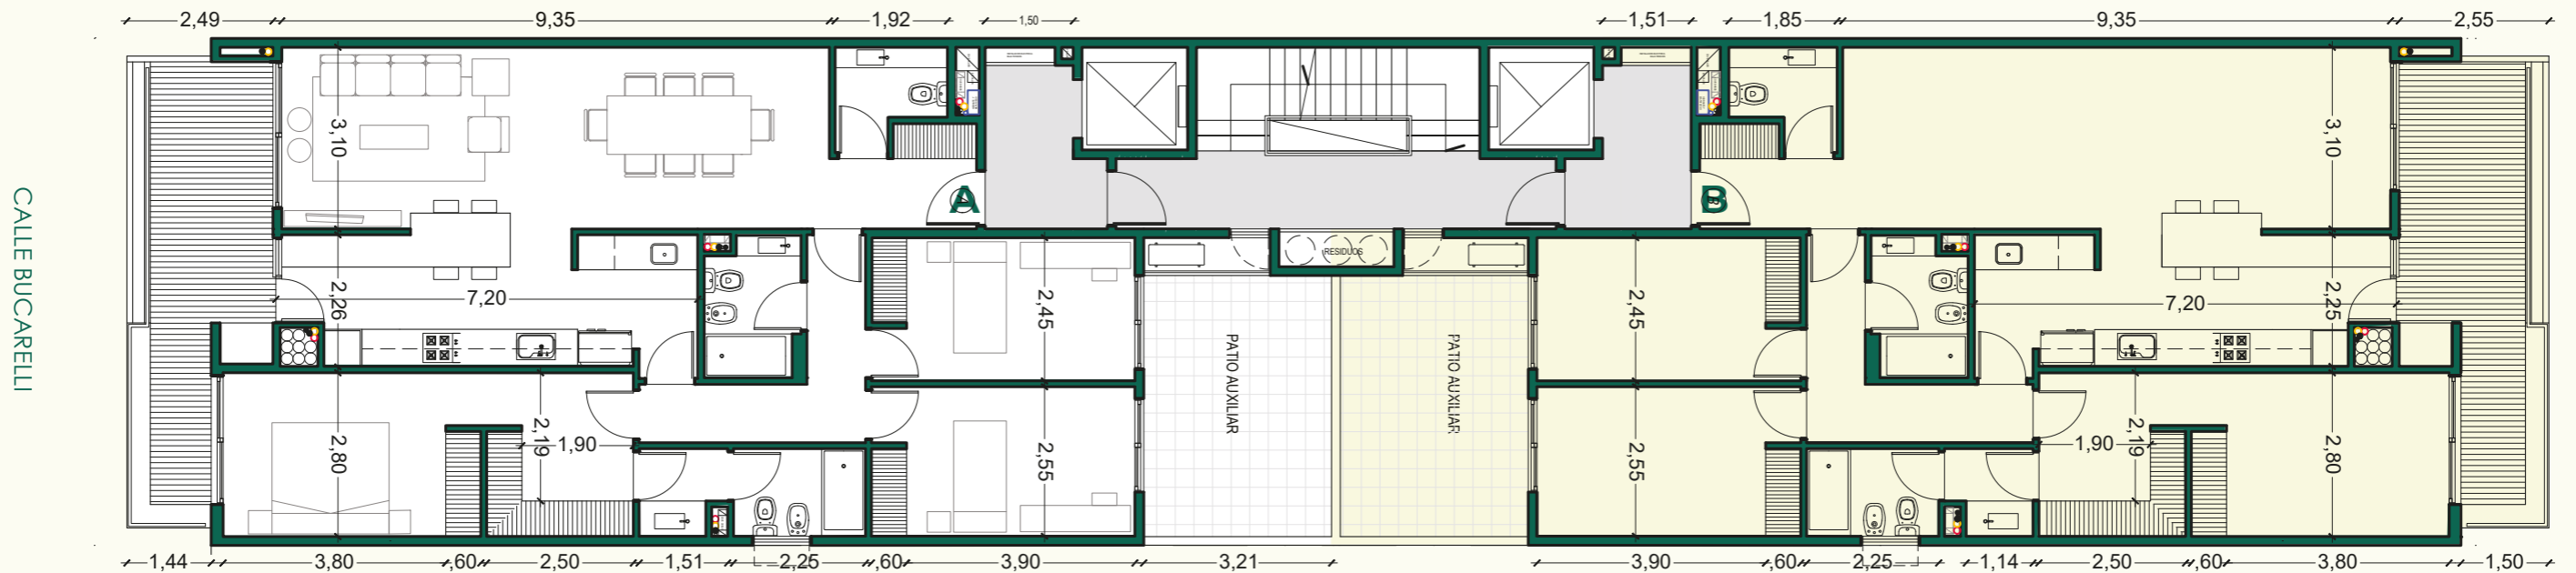 2,49 9,35 1,92 1,50 1,51 1,85 9,35 2,55
3,10
3,10
A
B
CALLE BUCARELLI
RESIDUOS
2,26
7,20
2,45
2,45
7,20
2,25
PATIO AUXILIAR
PATIO AUXILIAR
2,80
2,19
1,90
2,55
2,55
1,90
2,19
2,80
1,44 3,80 ,60 2,50 1,51 2,25 ,60 3,90 3,21 3,90 ,60 2,25 1,14 2,50 ,60 3,80 1,50